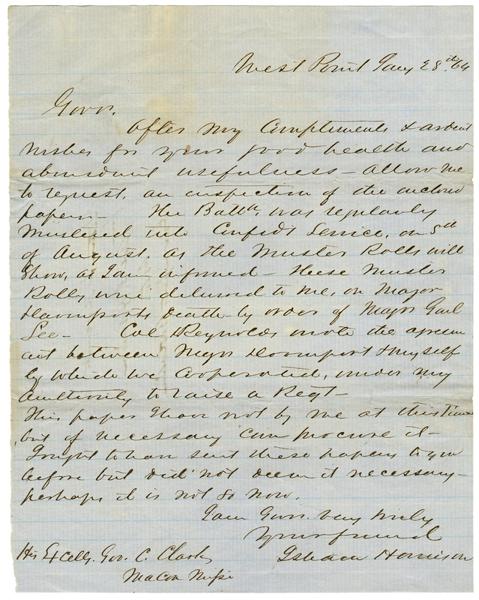 West Point Jany 28th 64
Govr.
After my Compliments & ardent
wishes for your good health and
abundant usefulness – allow me
to request, an inspection of the enclosed
papers – The Battn. was regularly
Mustered into Confedt Service, on 5th
of August, as the Muster Rolls will
show, as I am informed – these Muster
Rolls were delivered to me, on Major
Davenports death by order of Major Genl
Lee – Col Reynolds wrote the agreem
ent between Major Davenport & myself
by which we Cooperated, under my
authority to raise a Regt –
This paper I have not by me at this time
but if necessary can procure it –
I ought to have sent these papers to you
before but did not deem it necessary –
perhaps it is not so now.
I am Govr. very truly
Your friend
Isham Harrison
His Excelly. Gov. C. Clark
Macon Missi